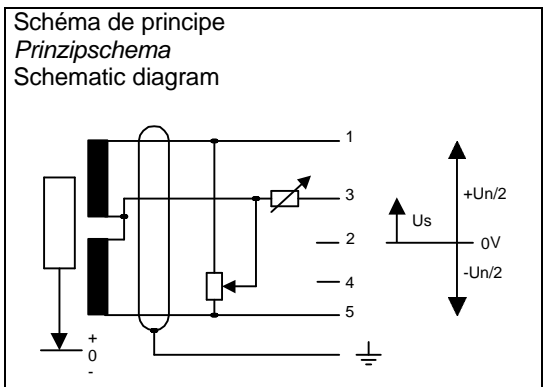 Schéma de principe
Prinzipschema
Schematic diagram
1
3
2
4
5
+Un/2
Us
0V
-Un/2
+
0
-